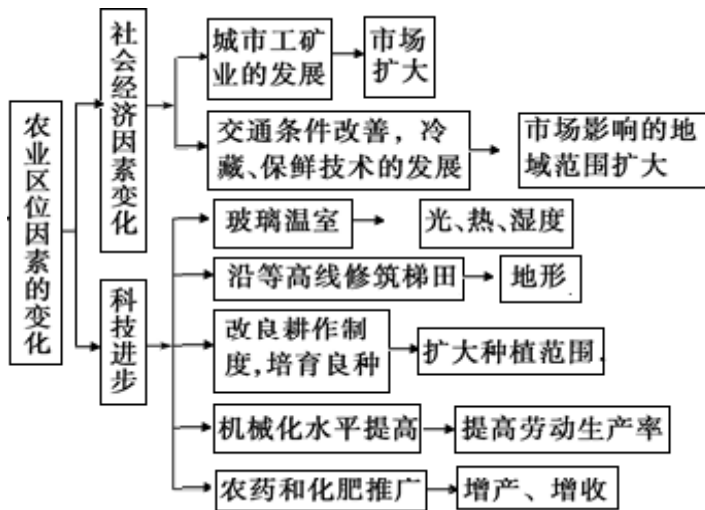 农业区位因素的变化
社会经济因素变化
城市工矿
业的发展
市场
扩大
交通条件改善，冷
藏、保鲜技术的发展
市场影响的地
域范围扩大
科技进步
玻璃温室
光、热、湿度
沿等高线修筑梯田
地形
改良耕作制
度,培育良种
扩大种植范围
机械化水平提高
提高劳动生产率
农药和化肥推广
增产、增收